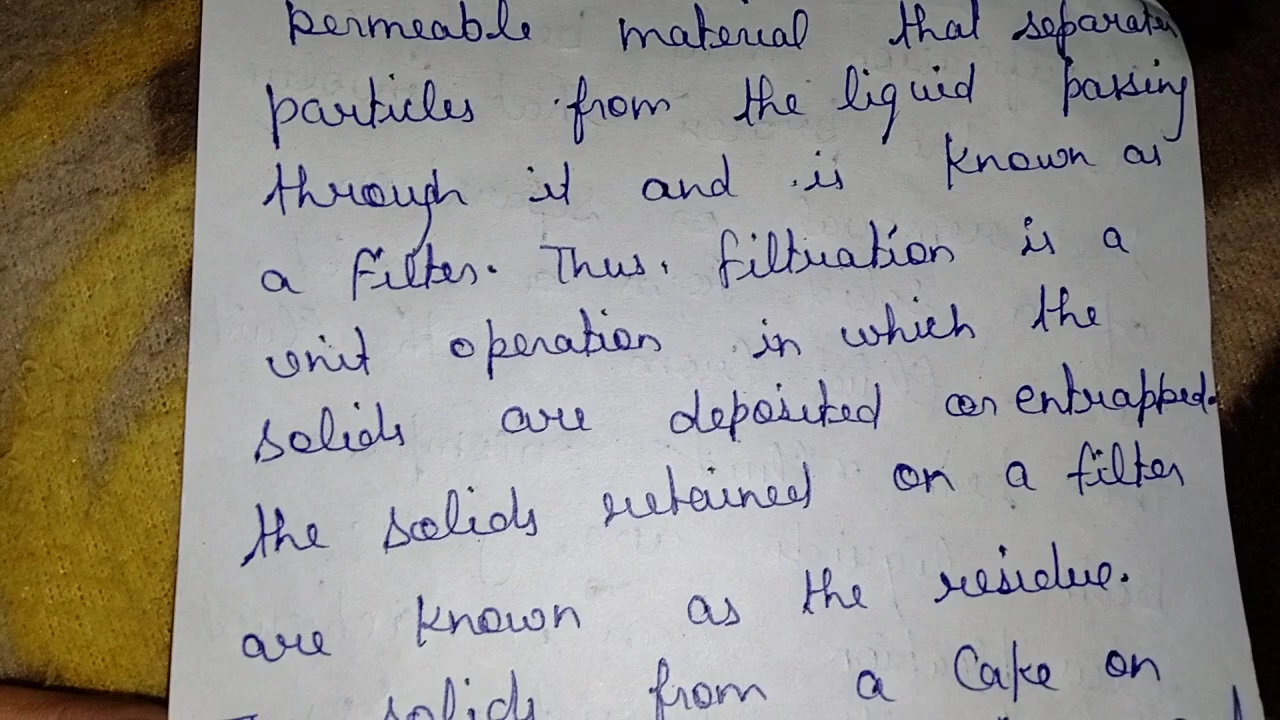 permeable material that separates
particles from the liquid passing
through it and is known as
a filter. Thus, filtration is a
unit operation in which the
solids are deposited or entrapped.
the solids retained on a filter
are known as the residue.
solids from a Cake on